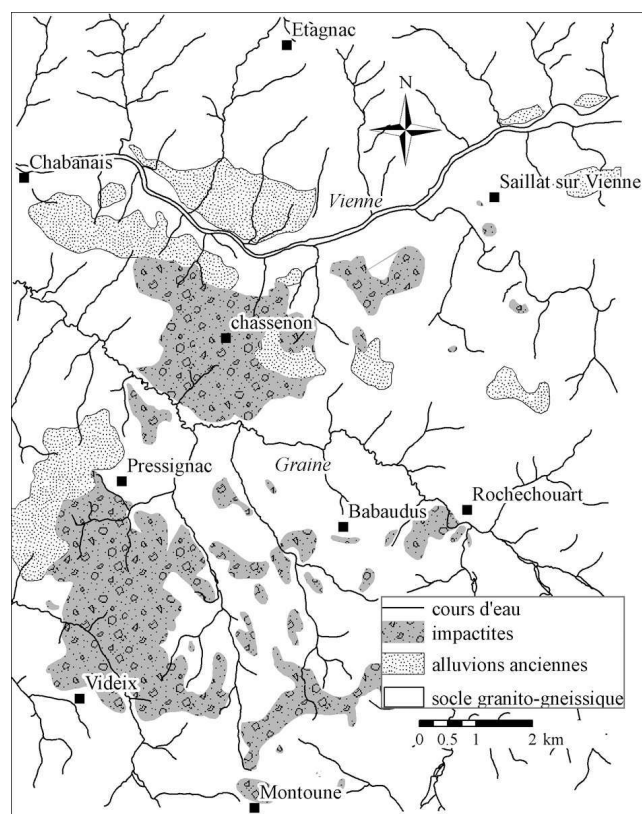 Etagnac
N
Chabanais
Saillat sur Vienne
Vienne
chassenon
Pressignac
Graine
Babaudus
Rochechouart
cours d'eau
impactites
alluvions anciennes
Videix
socle granito-gneissique
0 0.5 1 2 km
Montoune